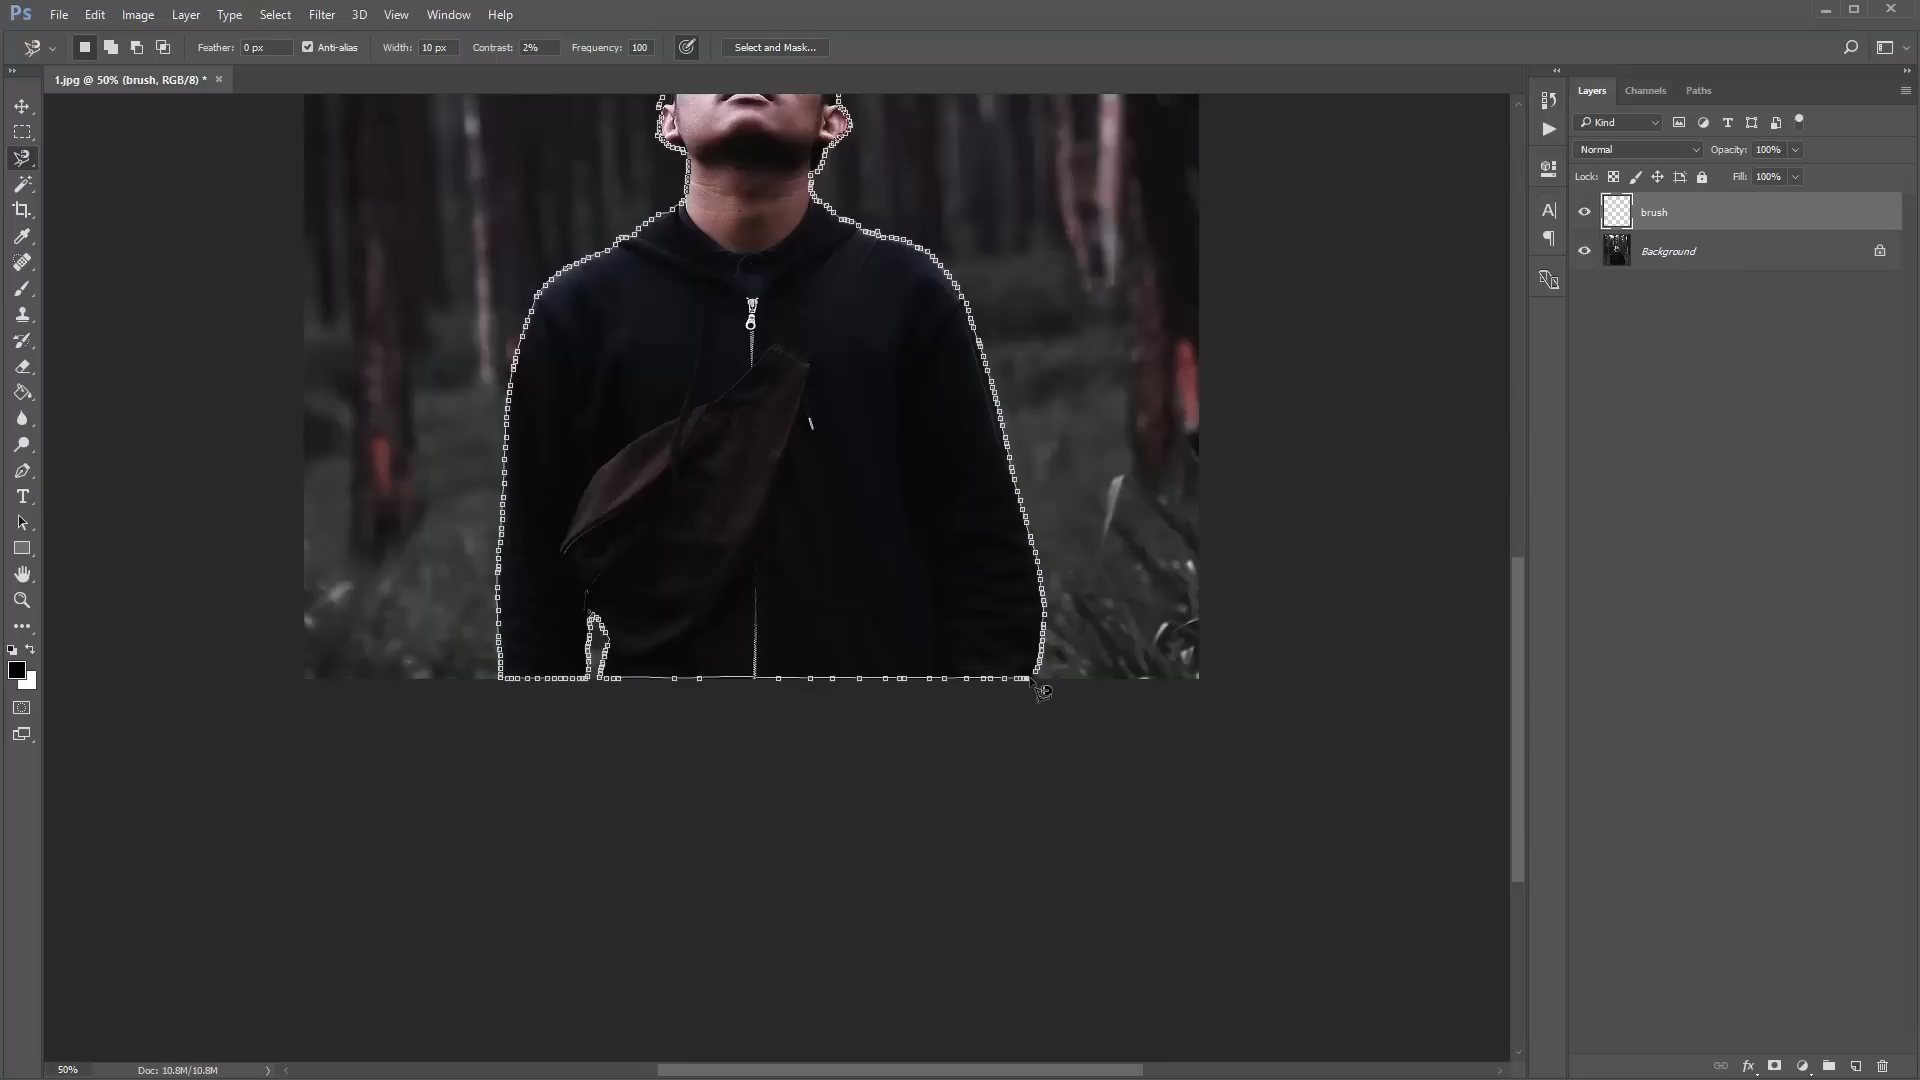 Ps File Edit Image Layer Type Select Filter 3D View Window Help
Feather: 0 px Anti-alias Width: 10 px Contrast: 2% Frequency: 100 Select and Mask...
1.jpg @ 50% (brush, RGB/8) *
Layers Channels Paths
Kind
Normal Opacity: 100%
Lock: Fill: 100%
brush
Background
50% Doc: 10.8M/10.8M